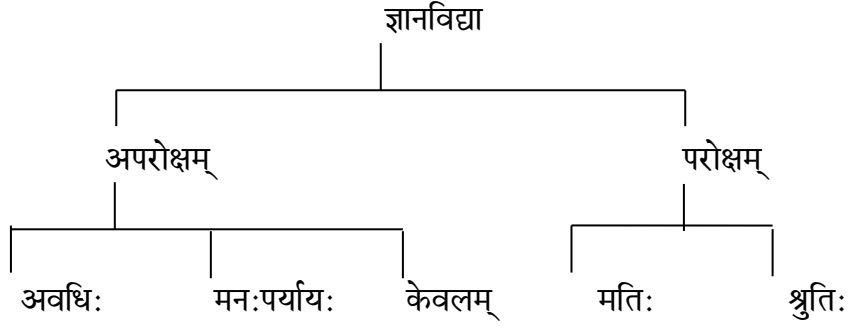 ज्ञानविद्या
अपरोक्षम् परोक्षम्
अवधिः मनःपर्यायः केवलम् मतिः श्रुतिः